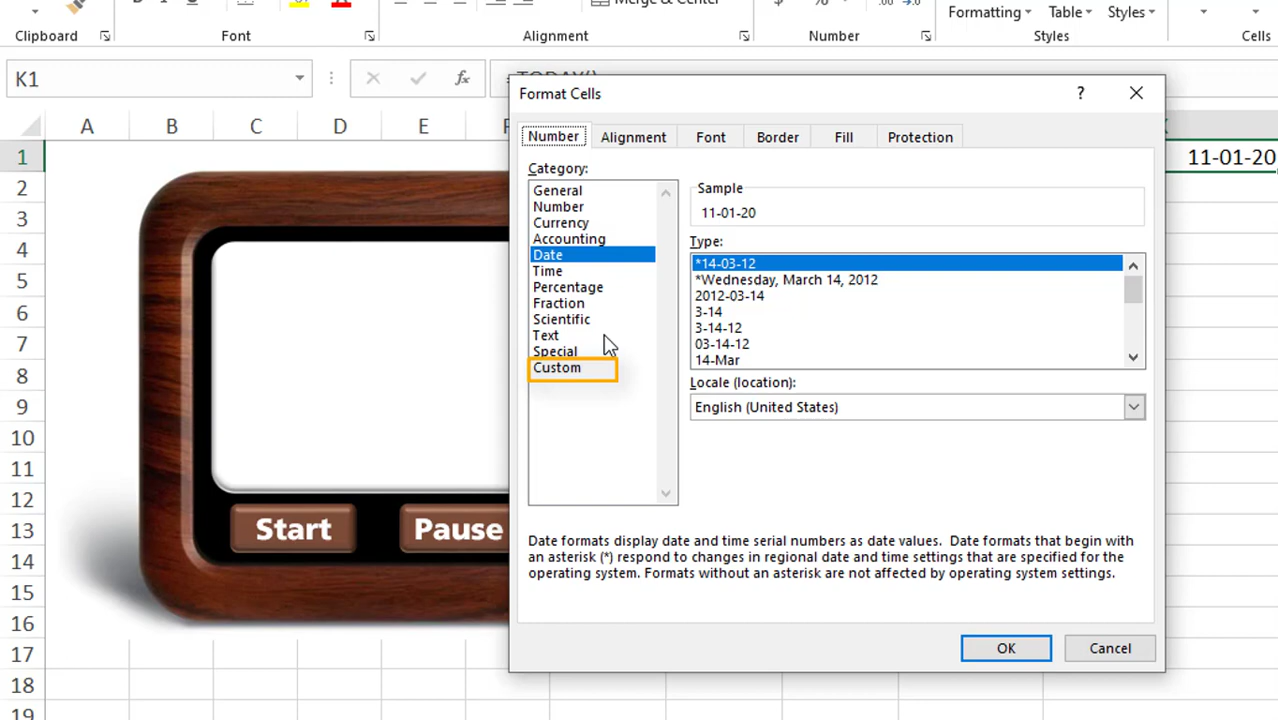 Merge & Center
Formatting
Table
Styles
Clipboard
Font
Alignment
Number
Styles
Cells
K1
fx
=TODAY()
A
B
C
D
E
1
2
3
4
5
6
7
8
9
10
11
12
13
14
15
16
17
18
19
11-01-20
Start
Pause
Format Cells
?
Number
Alignment
Font
Border
Fill
Protection
Category:
General
Number
Currency
Accounting
Date
Time
Percentage
Fraction
Scientific
Text
Special
Custom
Sample
11-01-20
Type:
*14-03-12
*Wednesday, March 14, 2012
2012-03-14
3-14
3-14-12
03-14-12
14-Mar
Locale (location):
English (United States)
Date formats display date and time serial numbers as date values. Date formats that begin with
an asterisk (*) respond to changes in regional date and time settings that are specified for the
operating system. Formats without an asterisk are not affected by operating system settings.
OK
Cancel